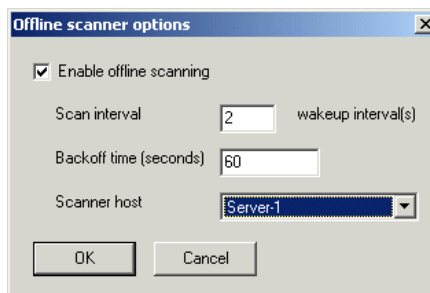 Offline scanner options
Enable offline scanning
Scan interval 2 wakeup interval(s)
Backoff time (seconds) 60
Scanner host Server-1
OK Cancel